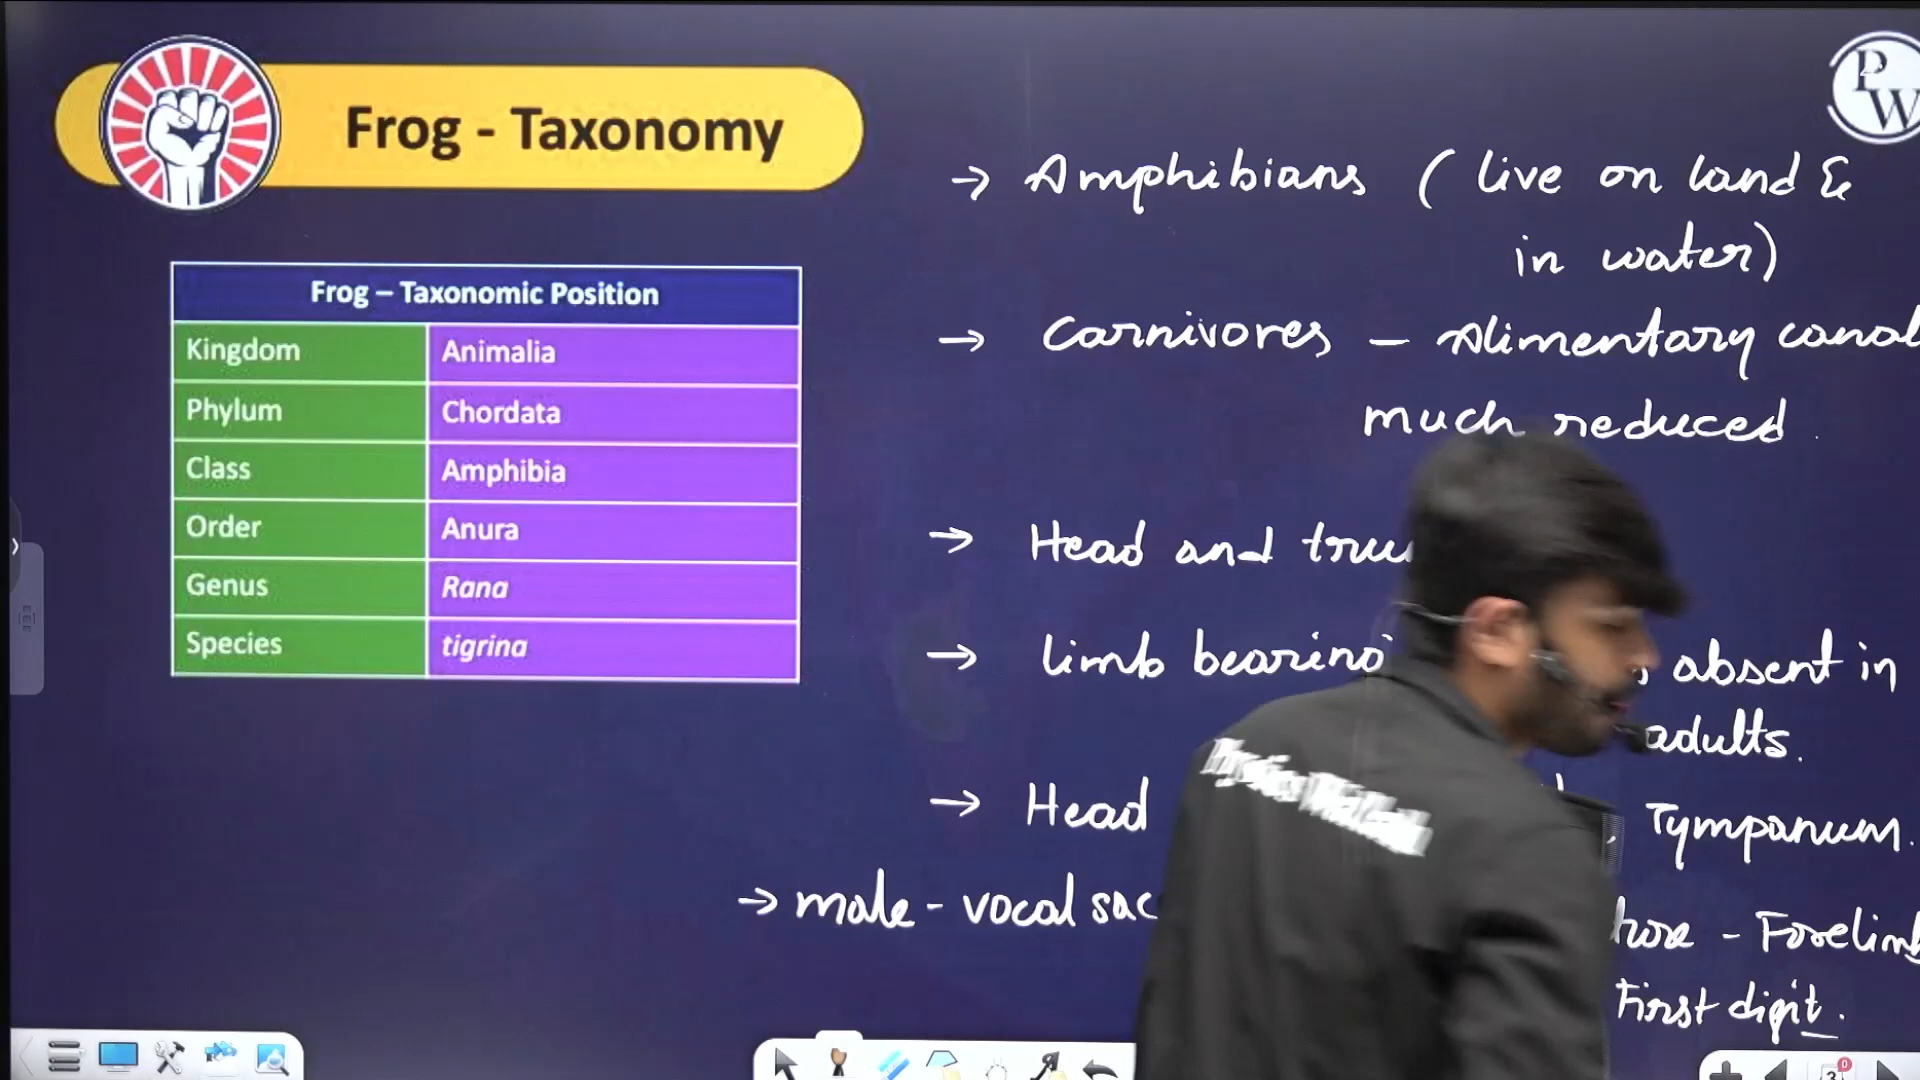 Frog - Taxonomy
PW
Frog – Taxonomic Position
Kingdom Animalia
Phylum Chordata
Class Amphibia
Order Anura
Genus Rana
Species tigrina
→ Amphibians ( live on land &
in water)
→ Carnivores – Alimentary canal
much reduced
→ Head and
→ limb absent in
adults.
→ Head Tympanum.
→ male - vocal sac
- Forelimb
First digit.